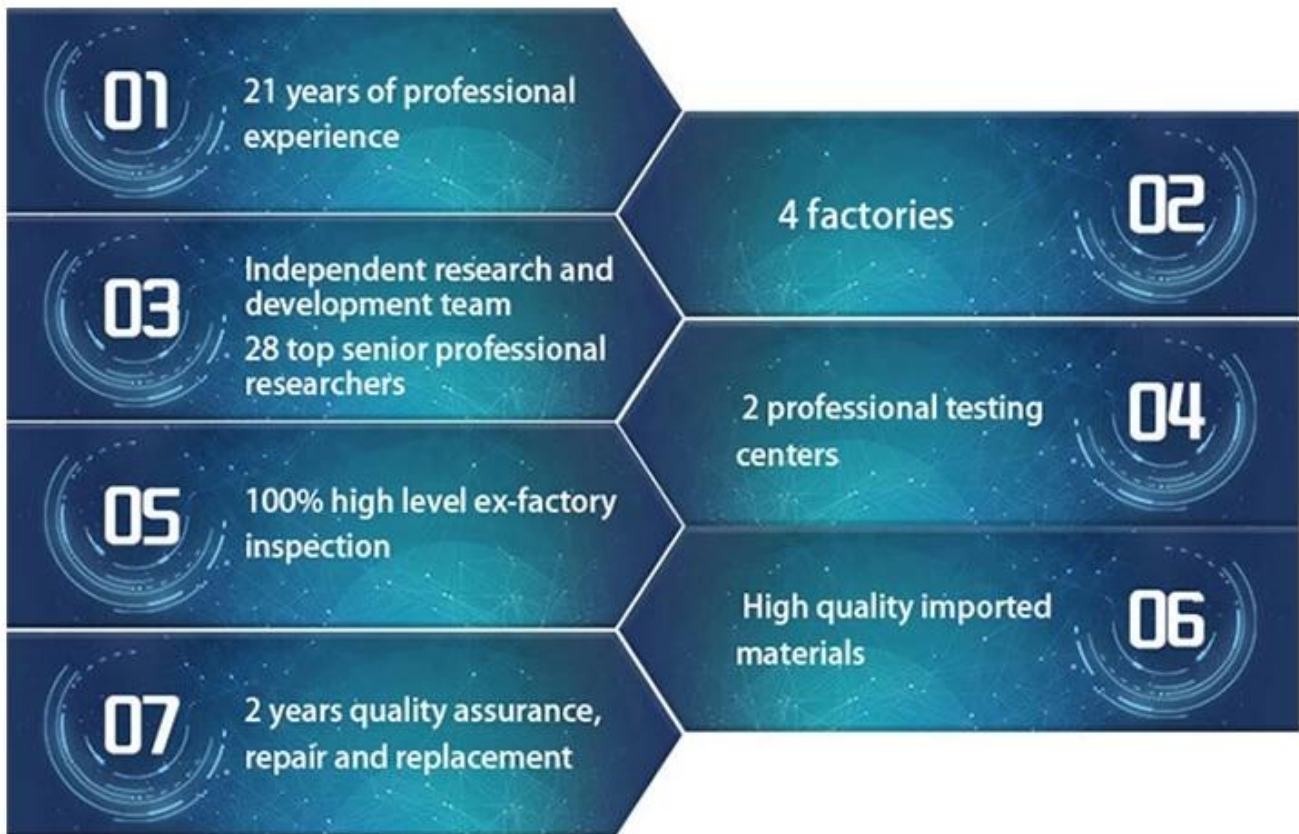 01
21 years of professional
experience
02
4 factories
03
Independent research and
development team
28 top senior professional
researchers
04
2 professional testing
centers
05
100% high level ex-factory
inspection
06
High quality imported
materials
07
2 years quality assurance,
repair and replacement